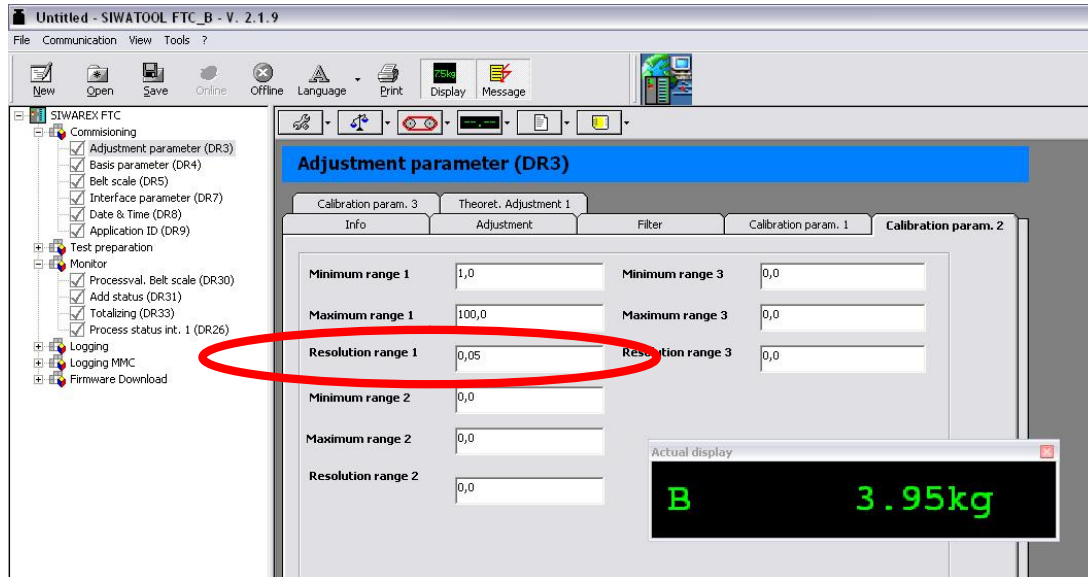 Untitled - SIWATOOL FTC_B - V. 2.1.9
File Communication View Tools ?
New Open Save Online Offline Language Print Display Message
75kg
SIWAREX FTC
Commisioning
Adjustment parameter (DR3)
Basis parameter (DR4)
Belt scale (DR5)
Interface parameter (DR7)
Date & Time (DR8)
Application ID (DR9)
Test preparation
Monitor
Processval. Belt scale (DR30)
Add status (DR31)
Totalizing (DR33)
Process status int. 1 (DR26)
Logging
Logging MMC
Firmware Download
Adjustment parameter (DR3)
Calibration param. 3 Theoret. Adjustment 1
Info Adjustment Filter Calibration param. 1 Calibration param. 2
Minimum range 1 1,0 Minimum range 3 0,0
Maximum range 1 100,0 Maximum range 3 0,0
Resolution range 1 0,05 Resolution range 3 0,0
Minimum range 2 0,0
Maximum range 2 0,0
Resolution range 2 0,0
Actual display
B 3.95kg